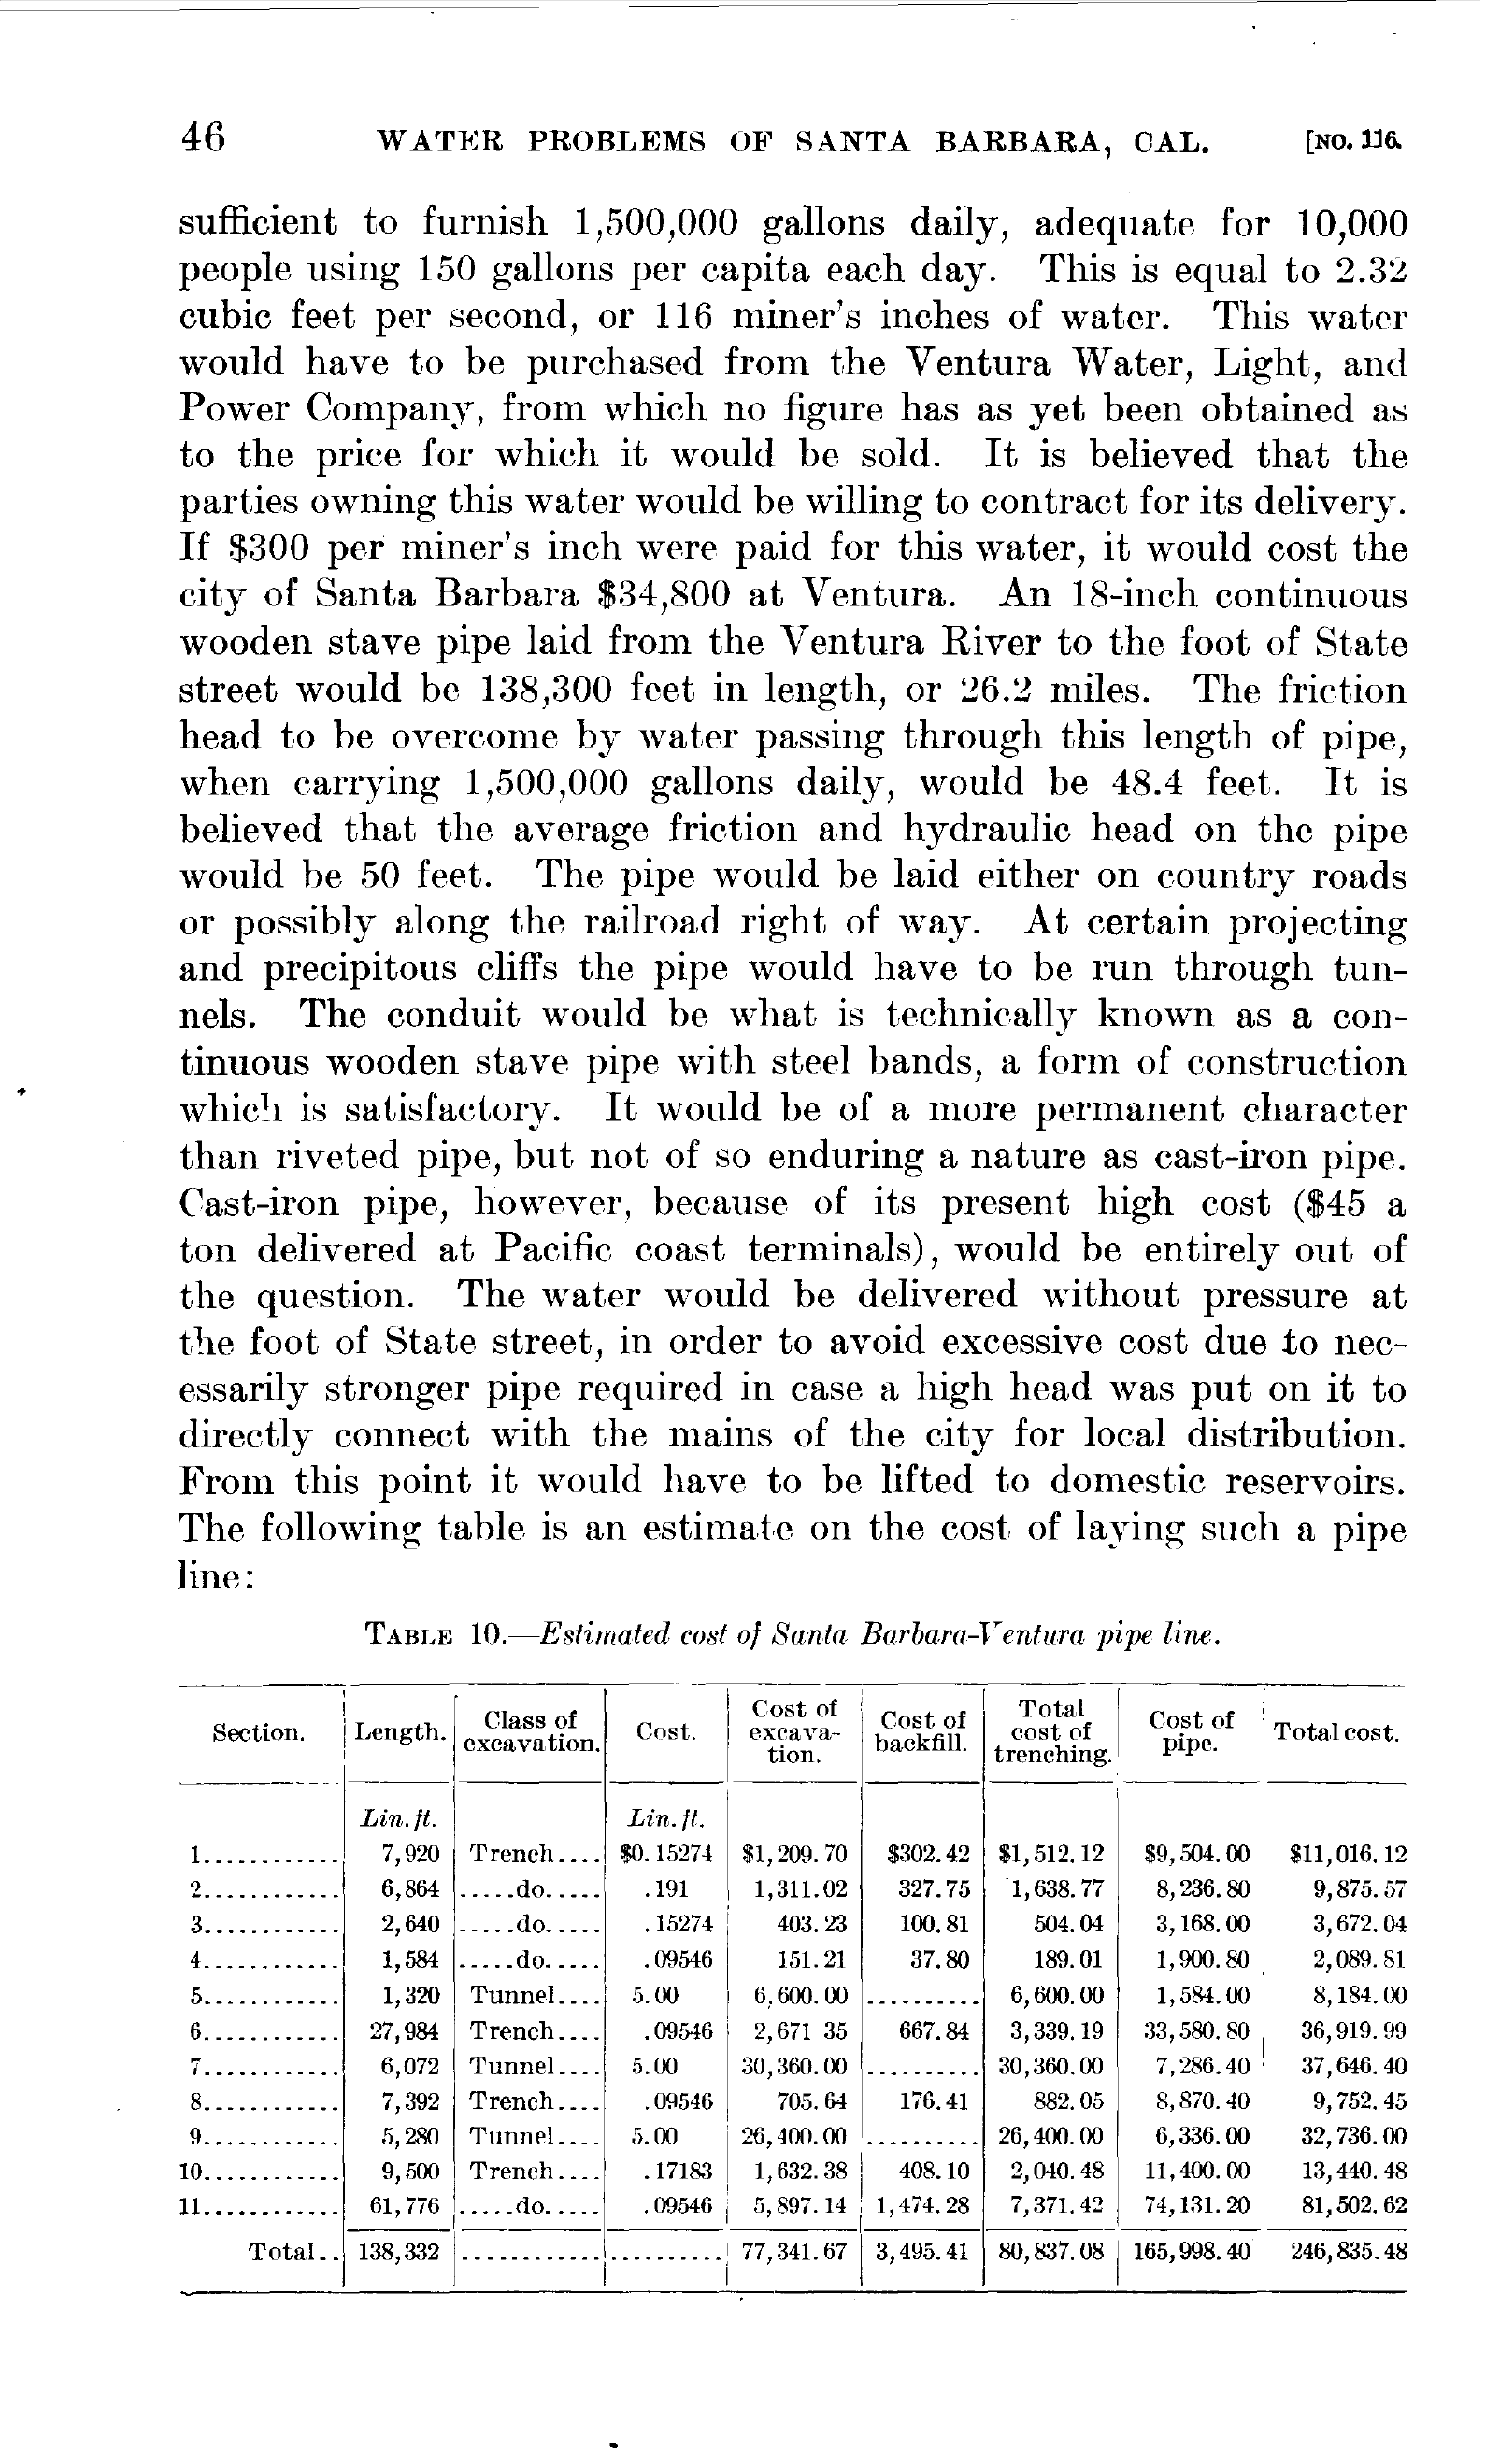 46 WATER PROBLEMS OF SANTA BARBARA, CAL. [NO. 116.
sufficient to furnish 1,500,000 gallons daily, adequate for 10,000
people using 150 gallons per capita each day. This is equal to 2.32
cubic feet per second, or 116 miner's inches of water. This water
would have to be purchased from the Ventura Water, Light, and
Power Company, from which no figure has as yet been obtained as
to the price for which it would be sold. It is believed that the
parties owning this water would be willing to contract for its delivery.
If $300 per miner's inch were paid for this water, it would cost the
city of Santa Barbara $34,800 at Ventura. An 18-inch continuous
wooden stave pipe laid from the Ventura River to the foot of State
street would be 138,300 feet in length, or 26.2 miles. The friction
head to be overcome by water passing through this length of pipe,
when carrying 1,500,000 gallons daily, would be 48.4 feet. It is
believed that the average friction and hydraulic head on the pipe
would be 50 feet. The pipe would be laid either on country roads
or possibly along the railroad right of way. At certain projecting
and precipitous cliffs the pipe would have to be run through tun-
nels. The conduit would be what is technically known as a con-
tinuous wooden stave pipe with steel bands, a form of construction
which is satisfactory. It would be of a more permanent character
than riveted pipe, but not of so enduring a nature as cast-iron pipe.
Cast-iron pipe, however, because of its present high cost ($45 a
ton delivered at Pacific coast terminals), would be entirely out of
the question. The water would be delivered without pressure at
the foot of State street, in order to avoid excessive cost due to nec-
essarily stronger pipe required in case a high head was put on it to
directly connect with the mains of the city for local distribution.
From this point it would have to be lifted to domestic reservoirs.
The following table is an estimate on the cost of laying such a pipe
line:
TABLE 10.—Estimated cost of Santa Barbara-Ventura pipe line.
Section. Length. Class of excavation. Cost. Cost of excava-tion. Cost of backfill. Total cost of trenching. Cost of pipe. Total cost.
Lin. ft. Lin. ft.
1............ 7,920 Trench.... $0.15274 $1,209.70 $302.42 $1,512.12 $9,504.00 $11,016.12
2............ 6,864 .....do..... .191 1,311.02 327.75 1,638.77 8,236.80 9,875.57
3............ 2,640 .....do..... .15274 403.23 100.81 504.04 3,168.00 3,672.04
4............ 1,584 .....do..... .09546 151.21 37.80 189.01 1,900.80 2,089.81
5............ 1,320 Tunnel.... 5.00 6,600.00 .......... 6,600.00 1,584.00 8,184.00
6............ 27,984 Trench.... .09546 2,671 35 667.84 3,339.19 33,580.80 36,919.99
7............ 6,072 Tunnel.... 5.00 30,360.00 .......... 30,360.00 7,286.40 37,646.40
8............ 7,392 Trench.... .09546 705.64 176.41 882.05 8,870.40 9,752.45
9............ 5,280 Tunnel.... 5.00 26,400.00 .......... 26,400.00 6,336.00 32,736.00
10............ 9,500 Trench.... .17183 1,632.38 408.10 2,040.48 11,400.00 13,440.48
11............ 61,776 .....do..... .09546 5,897.14 1,474.28 7,371.42 74,131.20 81,502.62
Total.. 138,332 ............ .......... 77,341.67 3,495.41 80,837.08 165,998.40 246,835.48